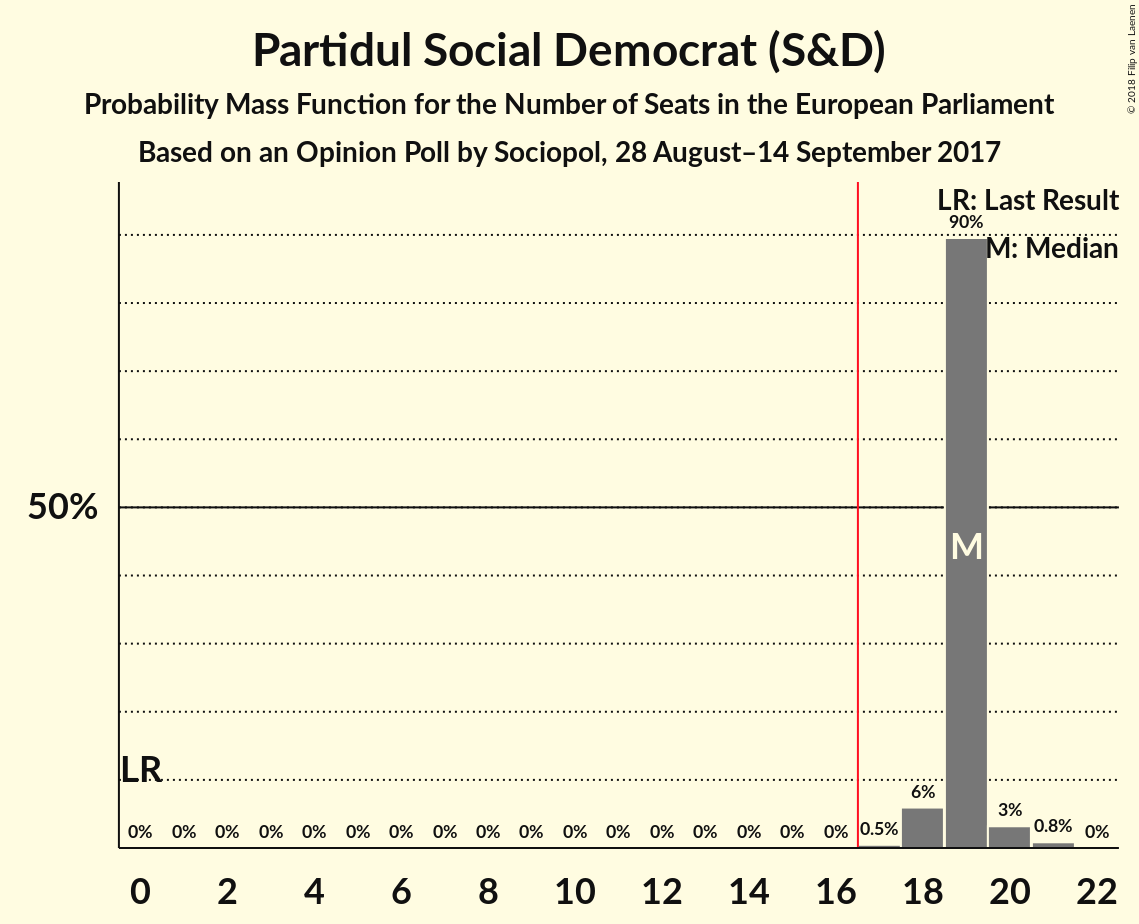 Partidul Social Democrat (S&D)
Probability Mass Function for the Number of Seats in the European Parliament
Based on an Opinion Poll by Sociopol, 28 August–14 September 2017
© 2018 Filip van Laenen
LR: Last Result
90%
M: Median
50%
M
LR
6%
3%
0% 0% 0% 0% 0% 0% 0% 0% 0% 0% 0% 0% 0% 0% 0% 0% 0% 0.5% 0.8% 0%
0 2 4 6 8 10 12 14 16 18 20 22